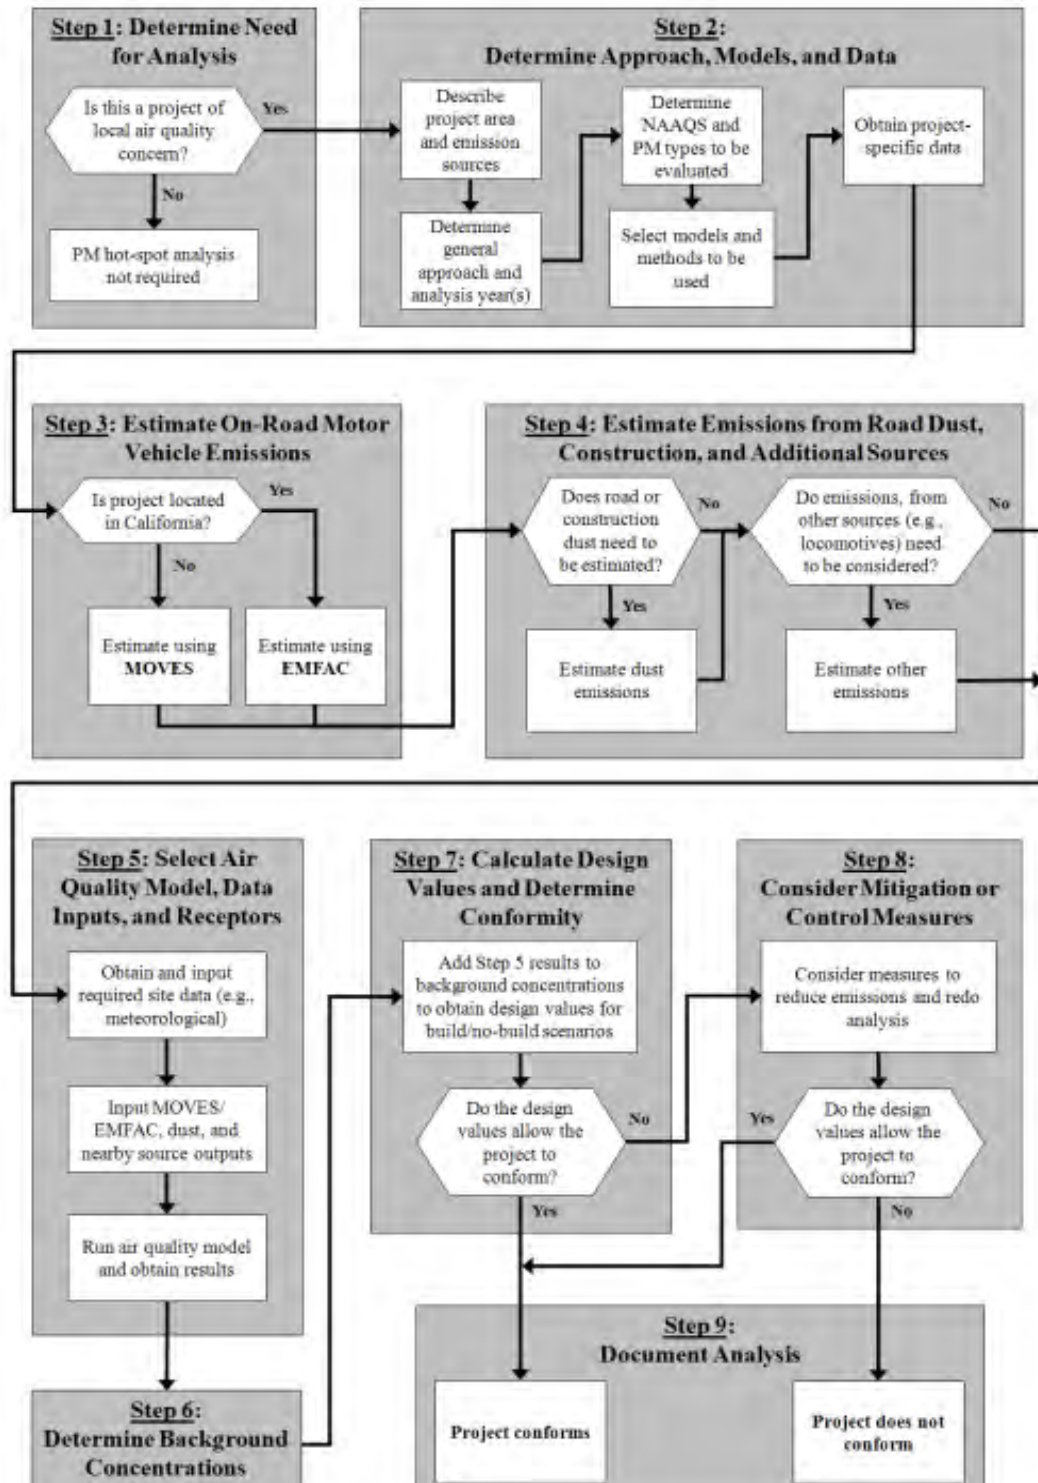 Step 1: Determine Need
for Analysis
Is this a project of
local air quality
concern?
Yes
No
PM hot-spot analysis
not required
Step 2:
Determine Approach, Models, and Data
Describe
project area
and emission
sources
Determine
general
approach and
analysis year(s)
Determine
NAAQS and
PM types to be
evaluated
Select models and
methods to be
used
Obtain project-
specific data
Step 3: Estimate On-Road Motor
Vehicle Emissions
Is project located
in California?
Yes
No
Estimate using
MOVES
Estimate using
EMFAC
Step 4: Estimate Emissions from Road Dust,
Construction, and Additional Sources
Does road or
construction
dust need to
be estimated?
No
Yes
Estimate dust
emissions
Do emissions, from
other sources (e.g.,
locomotives) need
to be considered?
No
Yes
Estimate other
emissions
Step 5: Select Air
Quality Model, Data
Inputs, and Receptors
Obtain and input
required site data (e.g.,
meteorological)
Input MOVES/
EMFAC, dust, and
nearby source outputs
Run air quality model
and obtain results
Step 6:
Determine Background
Concentrations
Step 7: Calculate Design
Values and Determine
Conformity
Add Step 5 results to
background concentrations
to obtain design values for
build/no-build scenarios
Do the design
values allow the
project to
conform?
No
Yes
Step 8:
Consider Mitigation or
Control Measures
Consider measures to
reduce emissions and redo
analysis
Yes
Do the design
values allow the
project to
conform?
No
Step 9:
Document Analysis
Project conforms
Project does not
conform